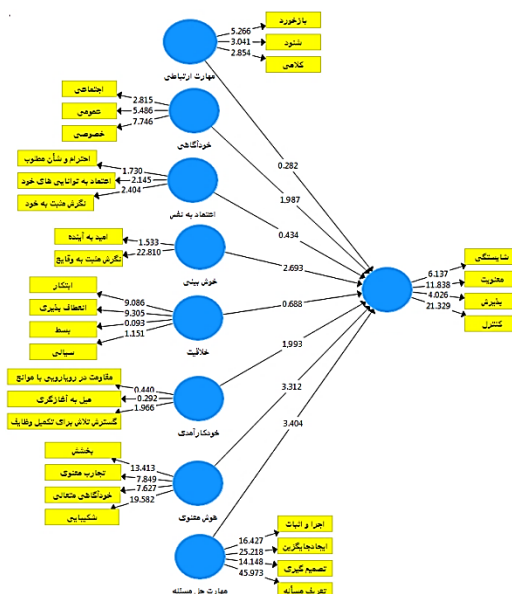 بازخورد
5.266
شنود
3.041
کلامی
2.854
مهارت ارتباطی
0.282
اجتماعی
2.815
عمومی
5.486
خصوصی
7.746
خودآگاهی
1.987
احترام و شأن مطلوب
1.730
اعتماد به توانایی های خود
2.145
نگرش مثبت به خود
2.404
اعتماد به نفس
0.434
امید به آینده
1.533
نگرش مثبت به وقایع
22.810
خوش بینی
2.693
ابتکار
9.086
انعطاف پذیری
9.305
بسط
0.093
سیالی
1.151
خلاقیت
0.688
شایستگی
6.137
معنویت
11.838
پذیرش
4.026
کنترل
21.329
مقاومت در رویارویی با موانع
0.440
میل به آغازگری
0.292
گسترش تلاش برای تکمیل وظایف
1.966
خودکارآمدی
1.993
بخشش
13.413
تجارب معنوی
7.849
خودآگاهی متعالی
7.627
شکیبایی
19.582
هوش معنوی
3.312
اجرا و اثبات
16.427
ایجادجایگزین
25.218
تصمیم گیری
14.148
تعریف مسأله
45.973
مهارت حل مسئله
3.404